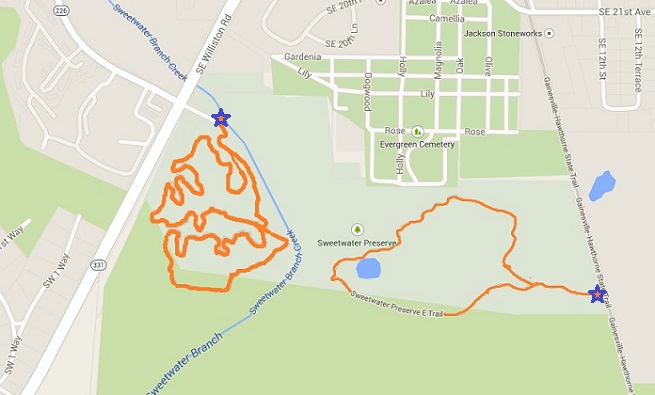 226
Sweetwater Branch Creek
SE Williston Rd
SE 20th Ln
SE 20th
Azalea
Azalea
Camellia
Jackson Stoneworks
SE 21st Ave
SE 12th St
SE 12th Terrace
Gardenia
Lily
Dogwood
Holly
Magnolia
Oak
Olive
Lily
Rose
Rose
Evergreen Cemetery
Holly
Gainesville-Hawthorne State Trail
Gainesville-Hawthorne State Trail
Gainesville-Hawthorne
Sweetwater Preserve
Sweetwater Preserve E Trail
Sweetwater Branch Creek
Sweetwater Branch
331
1st Way
SW 1 Way
SW 1 Way